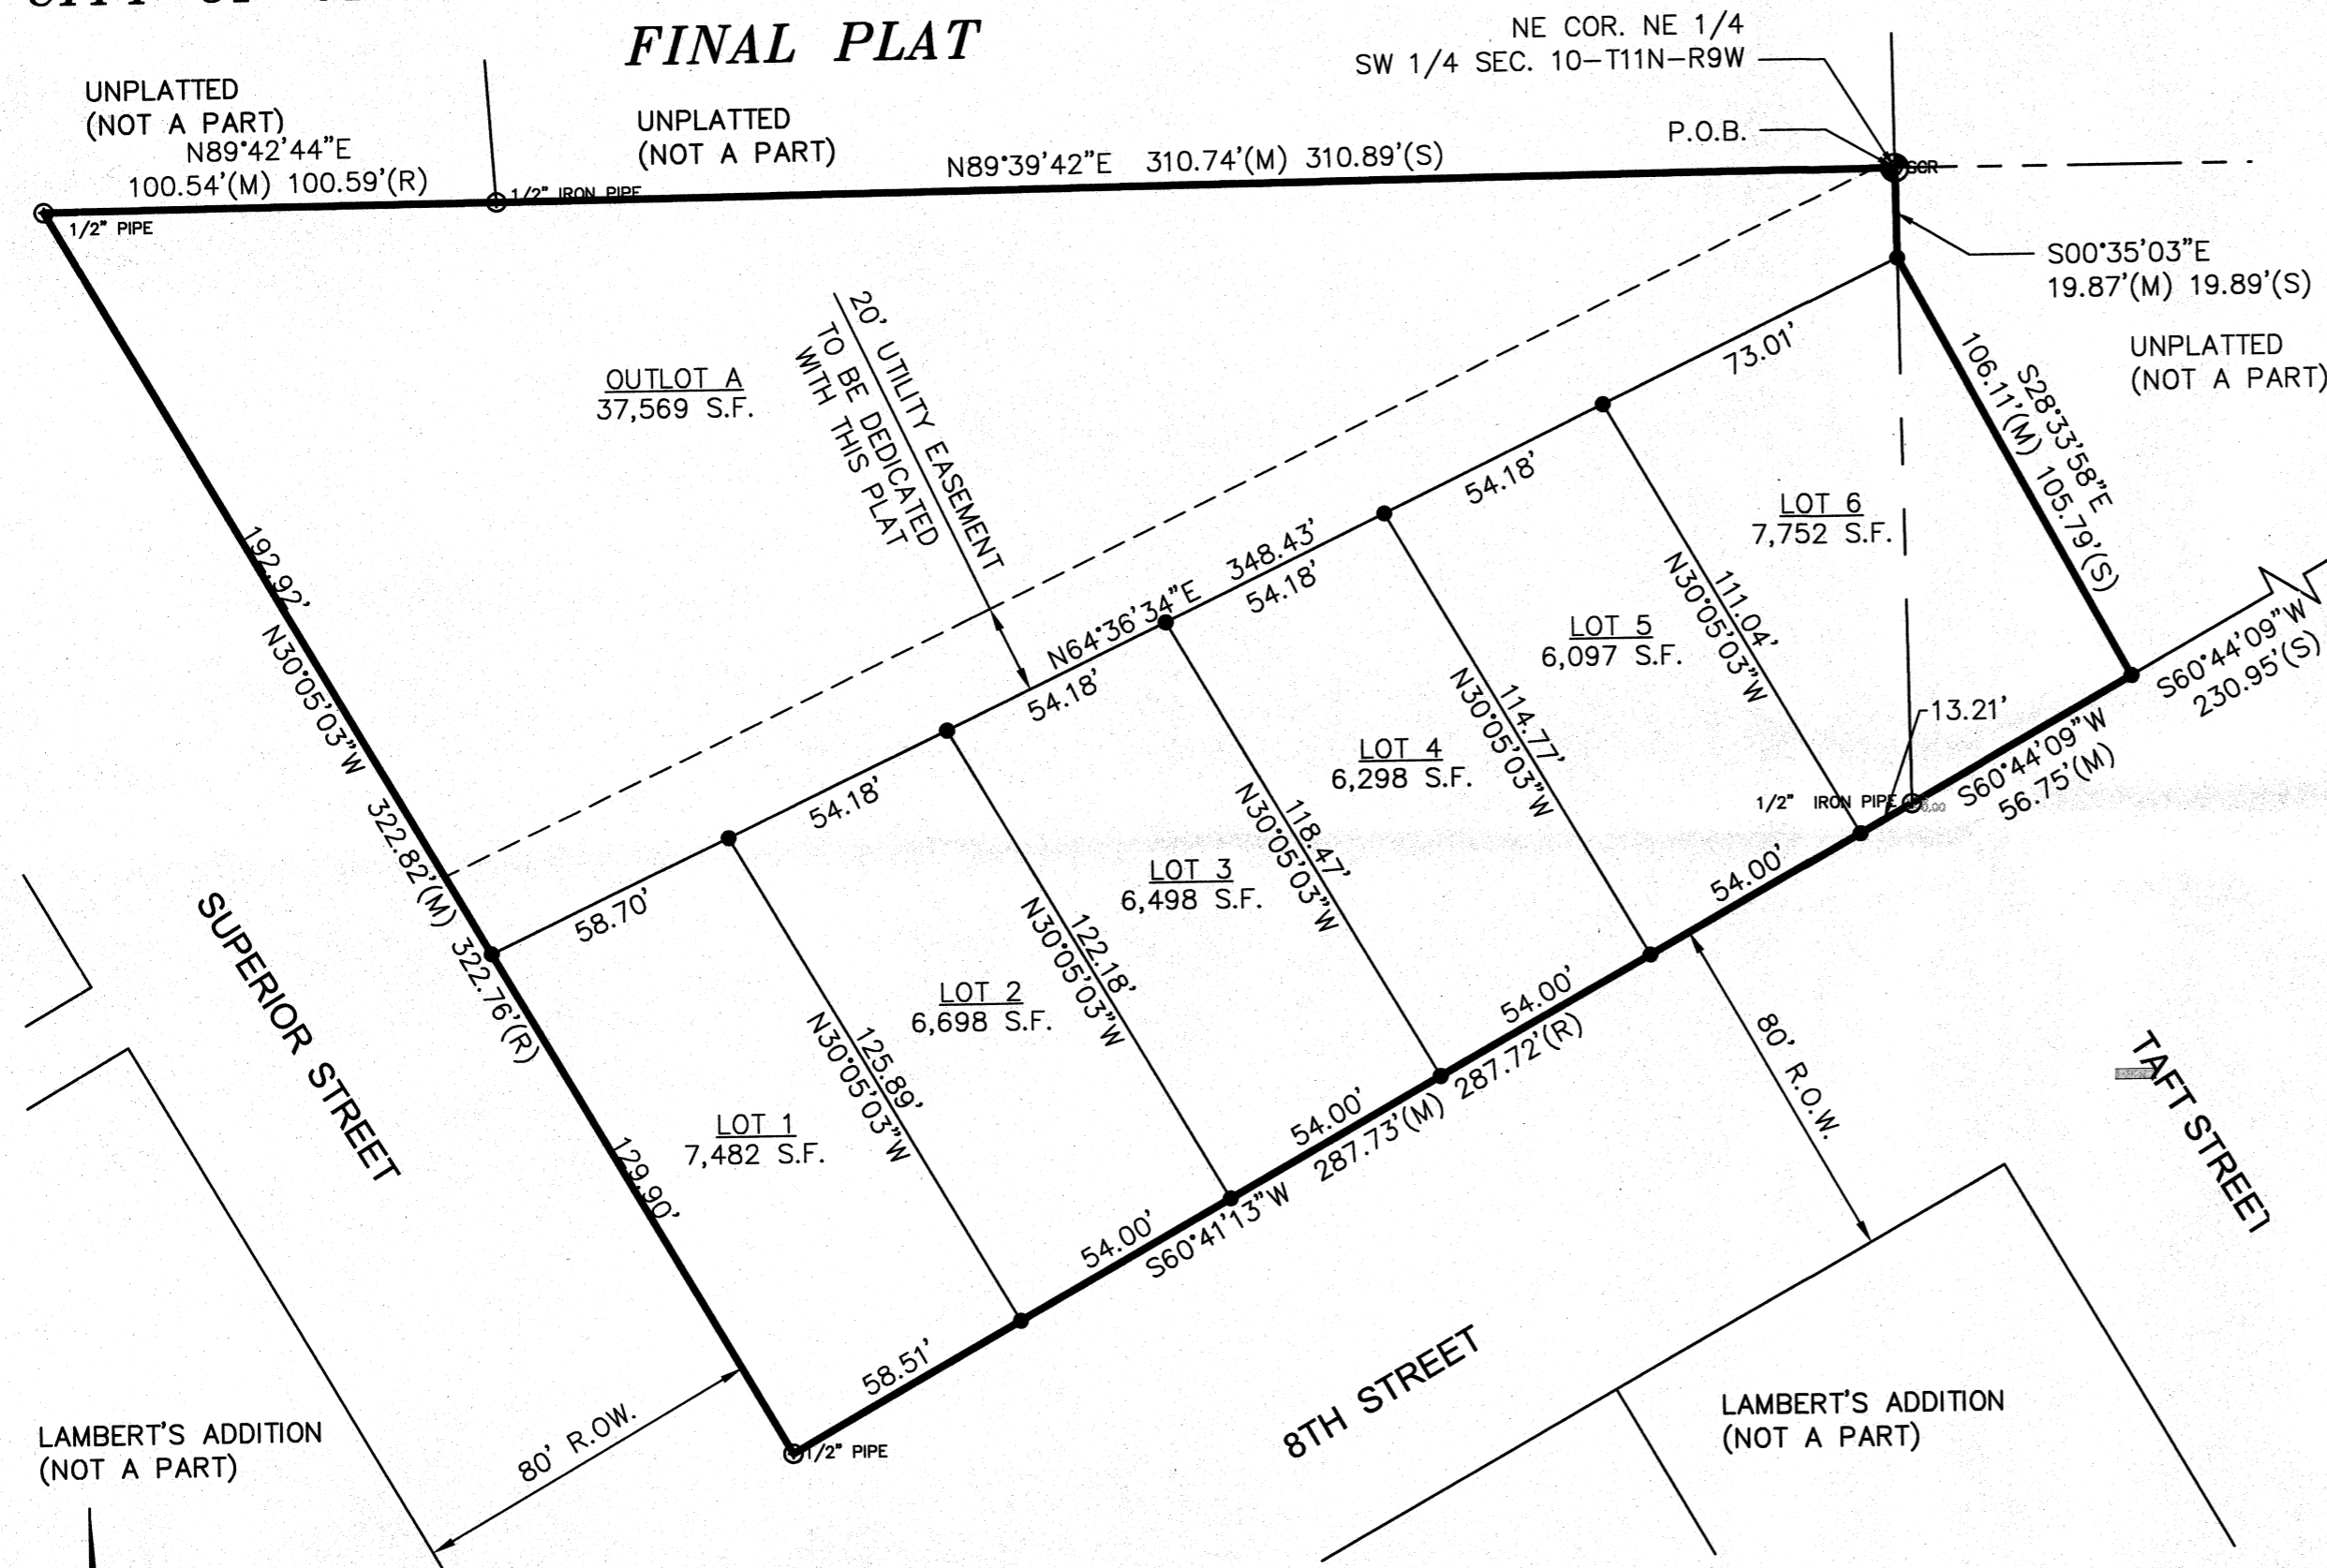 FINAL PLAT
NE COR. NE 1/4
SW 1/4 SEC. 10-T11N-R9W
P.O.B.
UNPLATTED
(NOT A PART)
N89°42'44"E
100.54'(M) 100.59'(R)
UNPLATTED
(NOT A PART)
N89°39'42"E 310.74'(M) 310.89'(S)
1/2" IRON PIPE
1/2" PIPE
S00°35'03"E
19.87'(M) 19.89'(S)
UNPLATTED
(NOT A PART)
S28°33'58"E
106.11'(M) 105.79'(S)
20' UTILITY EASEMENT
TO BE DEDICATED
WITH THIS PLAT
OUTLOT A
37,569 S.F.
192.92'
N30°05'03"W
322.82'(M) 322.76'(R)
129.90'
N64°36'34"E 348.43'
58.70'
54.18'
54.18'
54.18'
54.18'
73.01'
LOT 6
7,752 S.F.
111.04'
N30°05'03"W
LOT 5
6,097 S.F.
114.77'
N30°05'03"W
LOT 4
6,298 S.F.
118.47'
N30°05'03"W
LOT 3
6,498 S.F.
122.18'
N30°05'03"W
LOT 2
6,698 S.F.
125.89'
N30°05'03"W
LOT 1
7,482 S.F.
13.21'
1/2" IRON PIPE
S60°44'09"W
56.75'(M)
S60°44'09"W
230.95'(S)
54.00'
54.00'
54.00'
54.00'
58.51'
S60°41'13"W 287.73'(M) 287.72'(R)
1/2" PIPE
80' R.O.W.
80' R.OW.
SUPERIOR STREET
8TH STREET
TAFT STREET
LAMBERT'S ADDITION
(NOT A PART)
LAMBERT'S ADDITION
(NOT A PART)